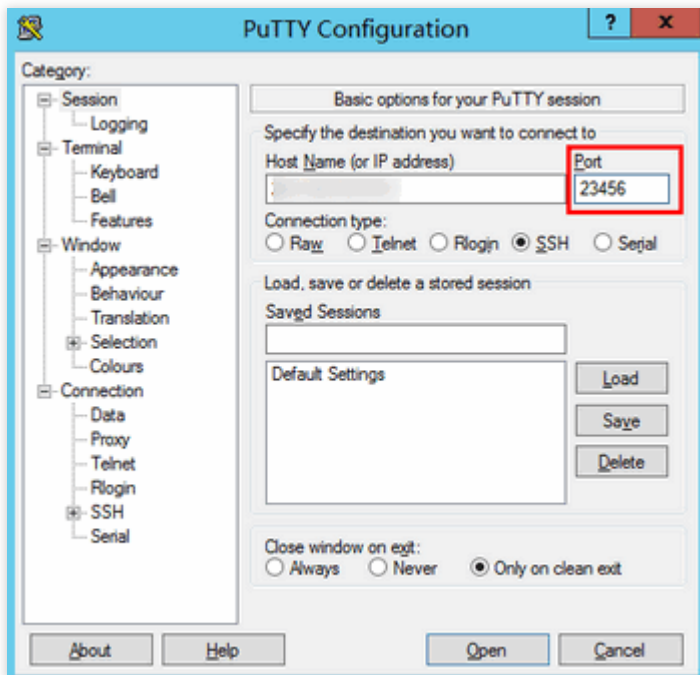 PuTTY Configuration
? x
Category:
Session
Logging
Terminal
Keyboard
Bell
Features
Window
Appearance
Behaviour
Translation
Selection
Colours
Connection
Data
Proxy
Telnet
Rlogin
SSH
Serial
Basic options for your PuTTY session
Specify the destination you want to connect to
Host Name (or IP address) Port
23456
Connection type:
Raw Telnet Rlogin SSH Serial
Load, save or delete a stored session
Saved Sessions
Default Settings
Load
Save
Delete
Close window on exit:
Always Never Only on clean exit
About Help Open Cancel